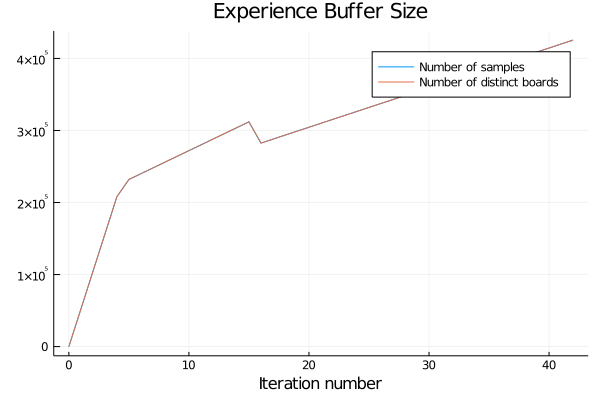 Experience Buffer Size
4×10⁵
Number of samples
Number of distinct boards
3×10⁵
2×10⁵
1×10⁵
0
0 10 20 30 40
Iteration number